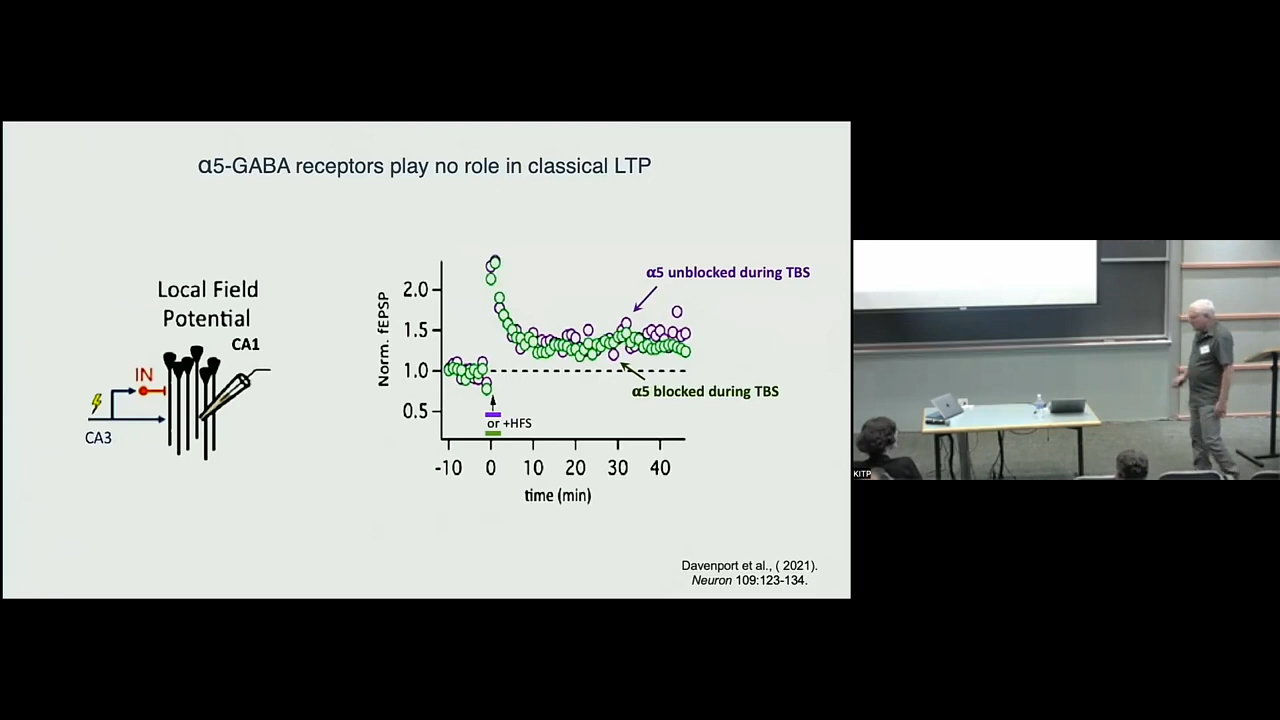 α5-GABA receptors play no role in classical LTP
Local Field
Potential
CA1
IN
CA3
Norm. fEPSP
2.0
1.5
1.0
0.5
α5 unblocked during TBS
α5 blocked during TBS
or +HFS
-10 0 10 20 30 40
time (min)
Davenport et al., ( 2021).
Neuron 109:123-134.
KITP